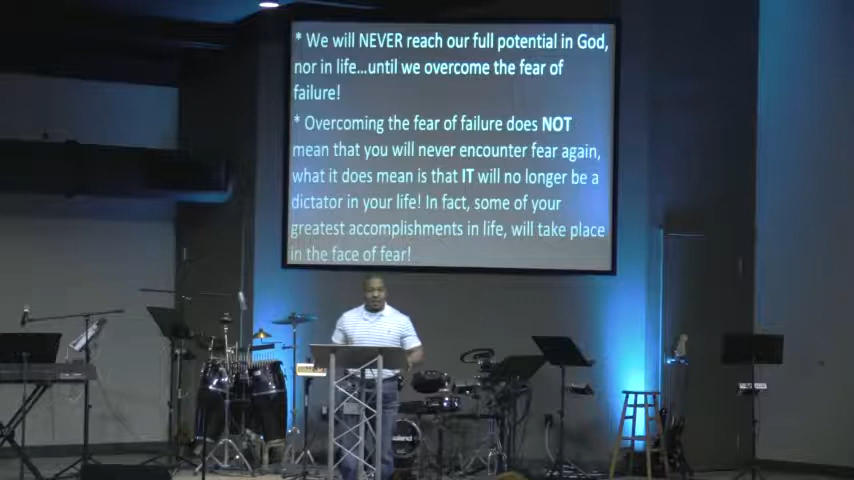 * We will NEVER reach our full potential in God,
nor in life...until we overcome the fear of
failure!
* Overcoming the fear of failure does NOT
mean that you will never encounter fear again,
what it does mean is that IT will no longer be a
dictator in your life! In fact, some of your
greatest accomplishments in life, will take place
in the face of fear!
Roland